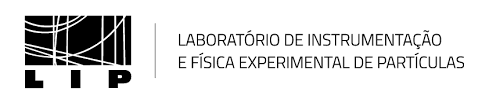 LIP
LABORATÓRIO DE INSTRUMENTAÇÃO
E FÍSICA EXPERIMENTAL DE PARTÍCULAS